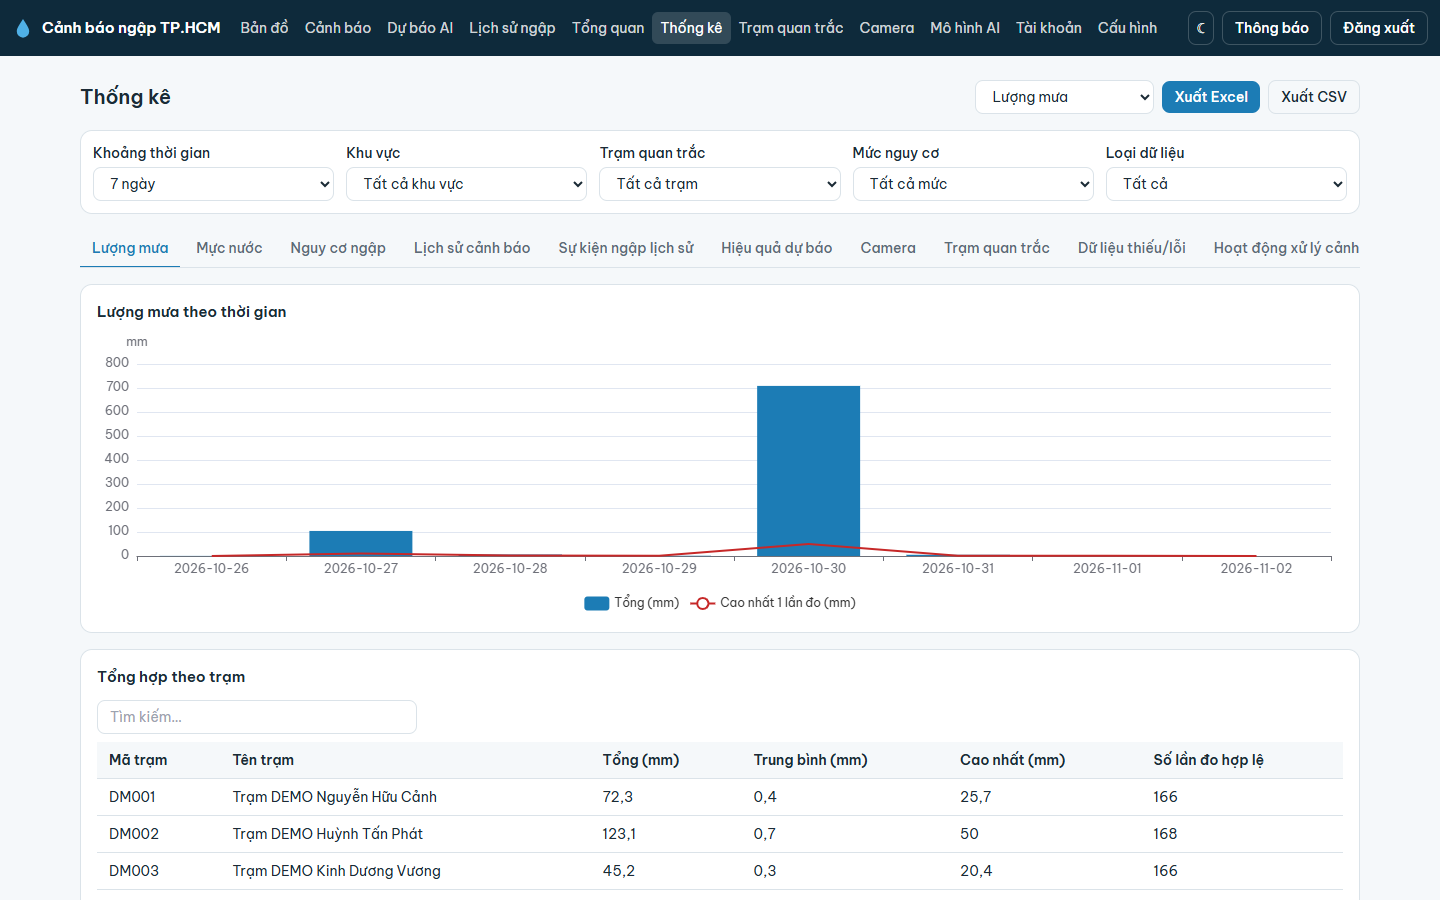 Cảnh báo ngập TP.HCM Bản đồ Cảnh báo Dự báo AI Lịch sử ngập Tổng quan Thống kê Trạm quan trắc Camera Mô hình AI Tài khoản Cấu hình Thông báo Đăng xuất
Thống kê Lượng mưa Xuất Excel Xuất CSV
Khoảng thời gian Khu vực Trạm quan trắc Mức nguy cơ Loại dữ liệu
7 ngày Tất cả khu vực Tất cả trạm Tất cả mức Tất cả
Lượng mưa Mực nước Nguy cơ ngập Lịch sử cảnh báo Sự kiện ngập lịch sử Hiệu quả dự báo Camera Trạm quan trắc Dữ liệu thiếu/lỗi Hoạt động xử lý cảnh
Lượng mưa theo thời gian
mm
800
700
600
500
400
300
200
100
0
2026-10-26 2026-10-27 2026-10-28 2026-10-29 2026-10-30 2026-10-31 2026-11-01 2026-11-02
Tổng (mm) Cao nhất 1 lần đo (mm)
Tổng hợp theo trạm
Tìm kiếm...
Mã trạm Tên trạm Tổng (mm) Trung bình (mm) Cao nhất (mm) Số lần đo hợp lệ
DM001 Trạm DEMO Nguyễn Hữu Cảnh 72,3 0,4 25,7 166
DM002 Trạm DEMO Huỳnh Tấn Phát 123,1 0,7 50 168
DM003 Trạm DEMO Kinh Dương Vương 45,2 0,3 20,4 166